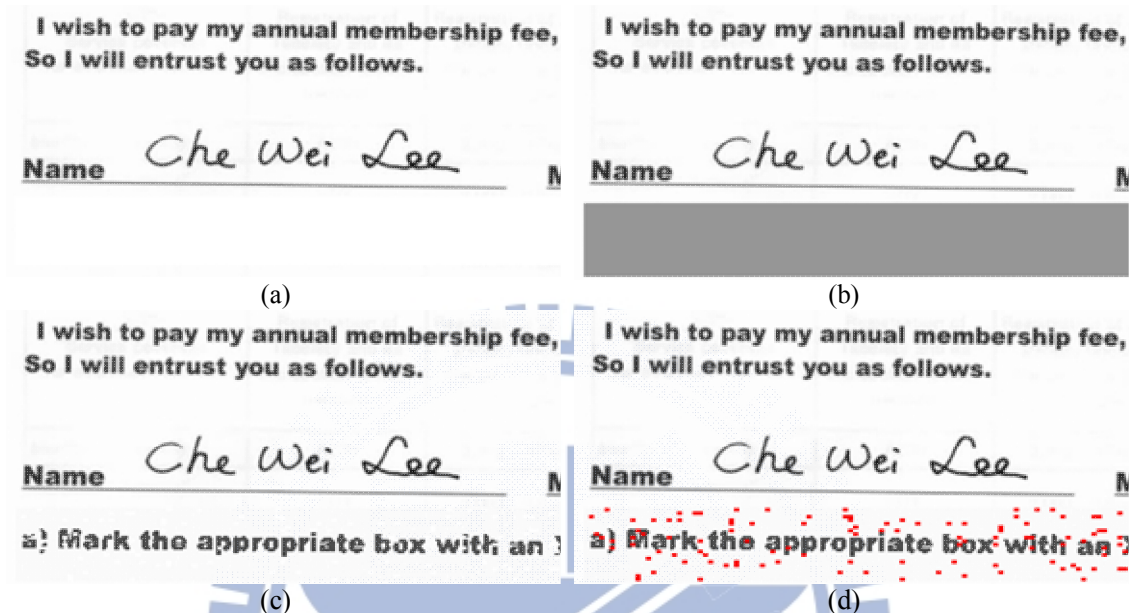 I wish to pay my annual membership fee,
So I will entrust you as follows.
Name Che Wei Lee
(a)
I wish to pay my annual membership fee,
So I will entrust you as follows.
Name Che Wei Lee
(b)
I wish to pay my annual membership fee,
So I will entrust you as follows.
Name Che Wei Lee
a) Mark the appropriate box with an
(c)
I wish to pay my annual membership fee,
So I will entrust you as follows.
Name Che Wei Lee
a) Mark the appropriate box with an
(d)